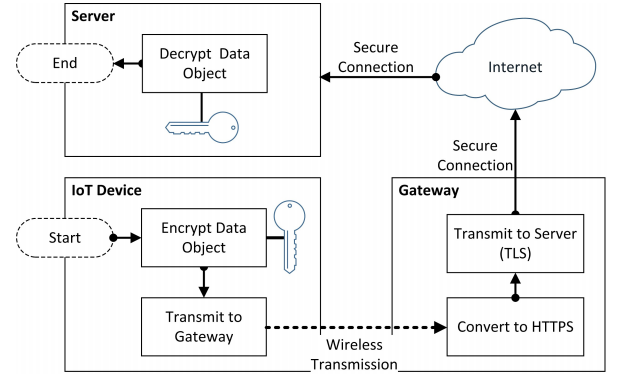 Server
End
Decrypt Data
Object
Secure
Connection
Internet
Secure
Connection
IoT Device
Gateway
Start
Encrypt Data
Object
Transmit to Server
(TLS)
Transmit to
Gateway
Convert to HTTPS
Wireless
Transmission